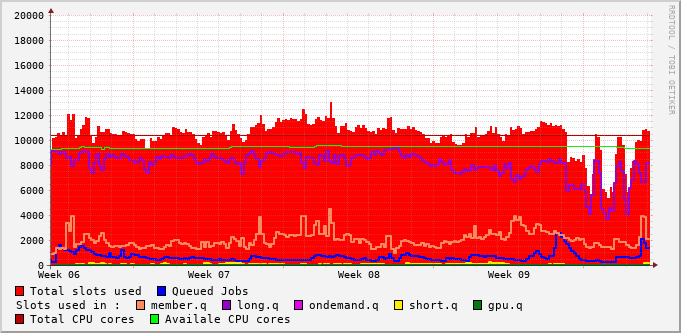 20000
18000
16000
14000
12000
10000
8000
6000
4000
2000
0
Week 06 Week 07 Week 08 Week 09
RRDTOOL / TOBI OETIKER
Total slots used Queued Jobs
Slots used in : member.q long.q ondemand.q short.q gpu.q
Total CPU cores Availale CPU cores